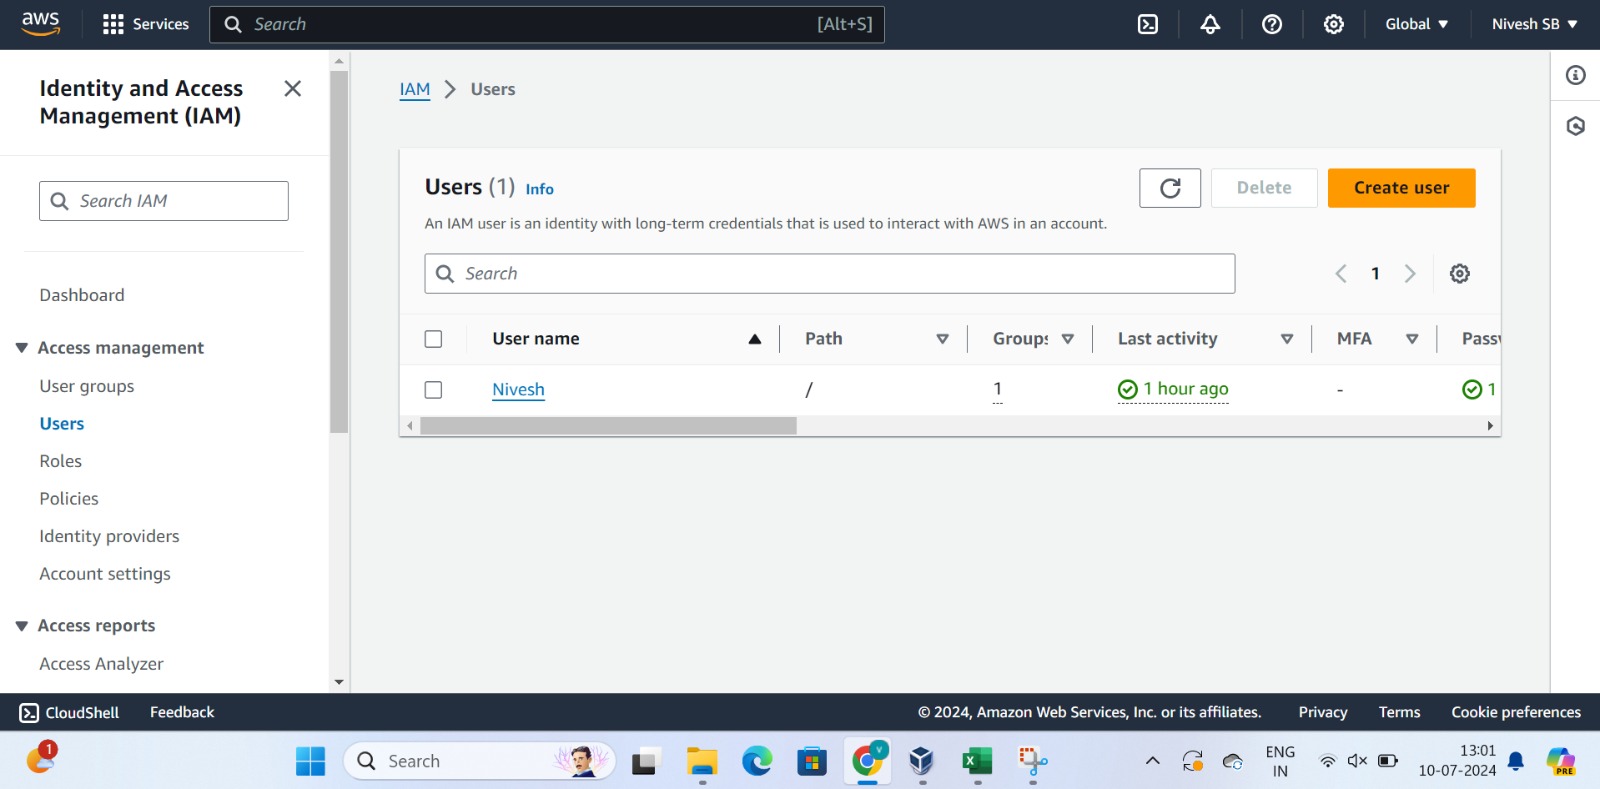 aws
Services
Search
[Alt+S]
Global
Nivesh SB
Identity and Access
Management (IAM)
Search IAM
Dashboard
Access management
User groups
Users
Roles
Policies
Identity providers
Account settings
Access reports
Access Analyzer
IAM
Users
Users (1) Info
Delete
Create user
An IAM user is an identity with long-term credentials that is used to interact with AWS in an account.
Search
1
User name
Path
Groups
Last activity
MFA
Nivesh
/
1
1 hour ago
-
1
CloudShell
Feedback
© 2024, Amazon Web Services, Inc. or its affiliates.
Privacy
Terms
Cookie preferences
1
Search
V
X
ENG
IN
13:01
10-07-2024
PRE